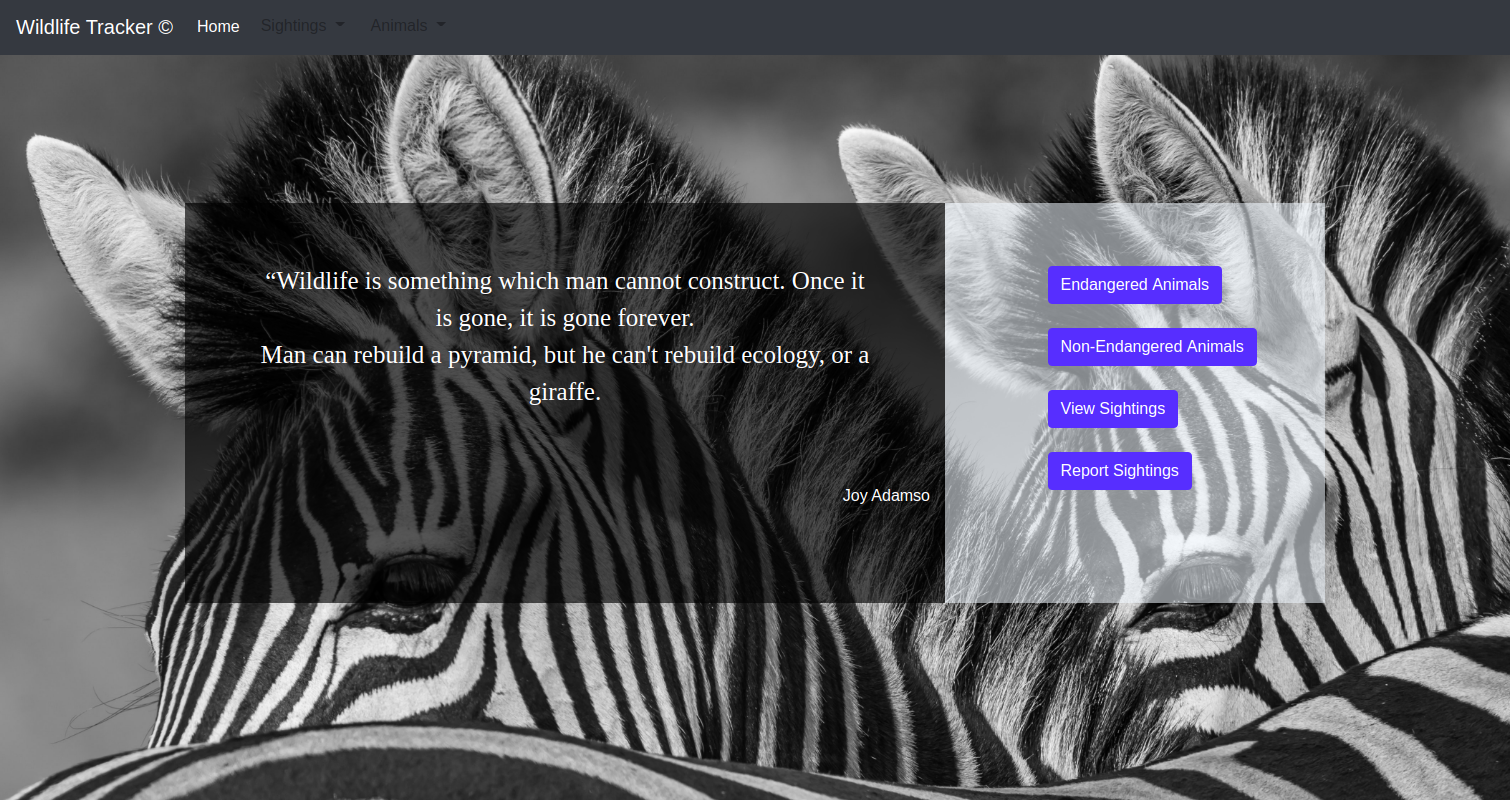 Wildlife Tracker © Home Sightings Animals
“Wildlife is something which man cannot construct. Once it
is gone, it is gone forever.
Man can rebuild a pyramid, but he can't rebuild ecology, or a
giraffe.
Joy Adamso
Endangered Animals
Non-Endangered Animals
View Sightings
Report Sightings